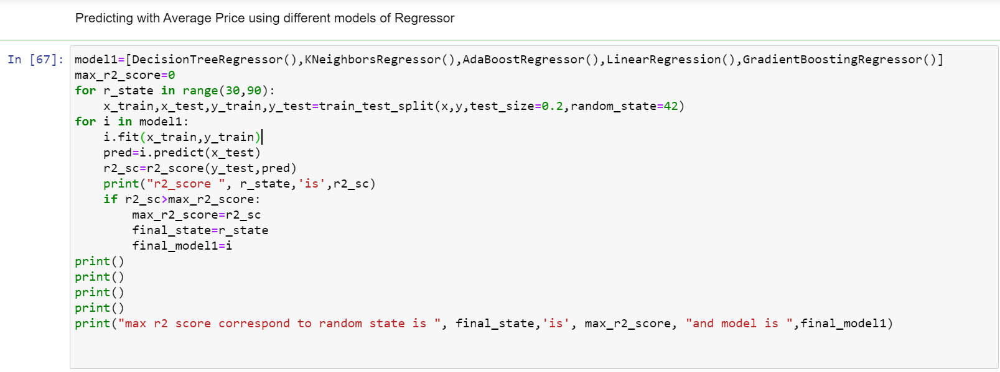 Predicting with Average Price using different models of Regressor
In [67]: model1=[DecisionTreeRegressor(),KNeighborsRegressor(),AdaBoostRegressor(),LinearRegression(),GradientBoostingRegressor()]
max_r2_score=0
for r_state in range(30,90):
    x_train,x_test,y_train,y_test=train_test_split(x,y,test_size=0.2,random_state=42)
for i in model1:
    i.fit(x_train,y_train)
    pred=i.predict(x_test)
    r2_sc=r2_score(y_test,pred)
    print("r2_score ", r_state,'is',r2_sc)
    if r2_sc>max_r2_score:
        max_r2_score=r2_sc
        final_state=r_state
        final_model1=i
print()
print()
print()
print()
print("max r2 score correspond to random state is ", final_state,'is', max_r2_score, "and model is ",final_model1)